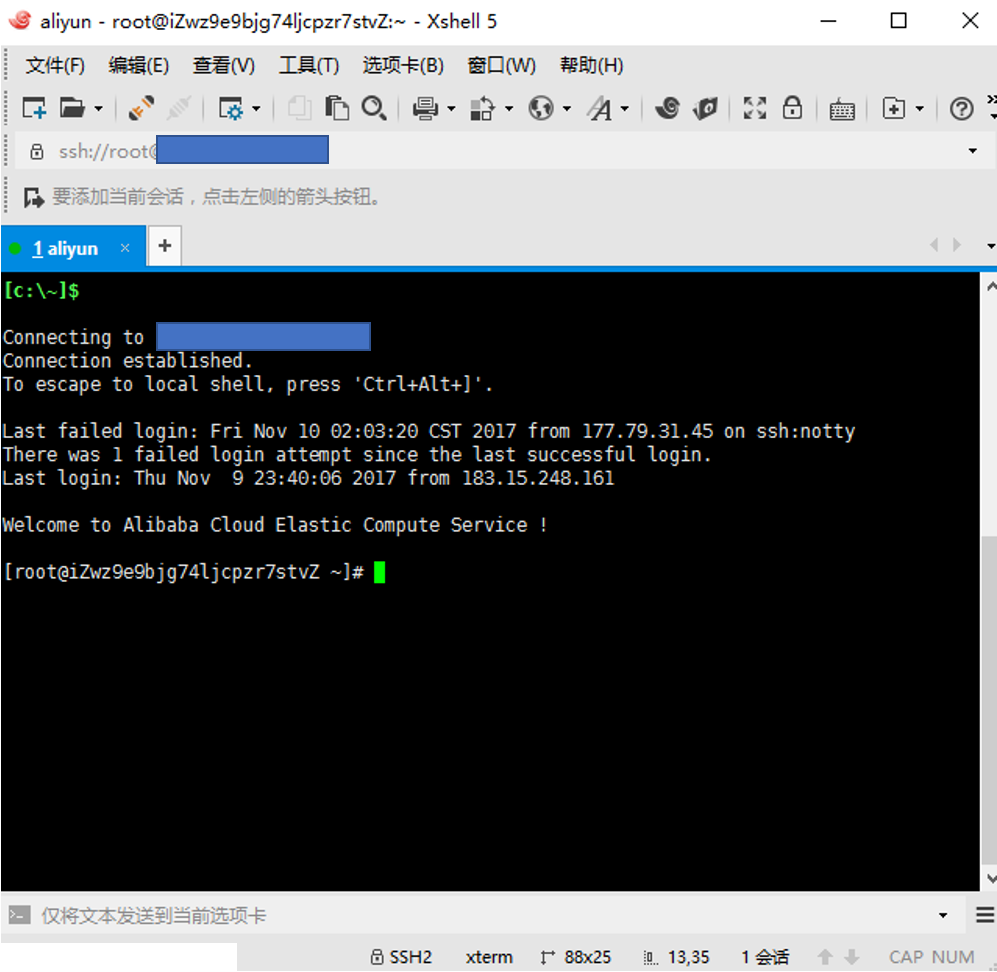 aliyun - root@iZwz9e9bjg74ljcpzr7stvZ:~ - Xshell 5
文件(F) 编辑(E) 查看(V) 工具(T) 选项卡(B) 窗口(W) 帮助(H)
ssh://root@
要添加当前会话，点击左侧的箭头按钮。
1 aliyun × +
[c:\~]$
Connecting to
Connection established.
To escape to local shell, press 'Ctrl+Alt+]'.
Last failed login: Fri Nov 10 02:03:20 CST 2017 from 177.79.31.45 on ssh:notty
There was 1 failed login attempt since the last successful login.
Last login: Thu Nov  9 23:40:06 2017 from 183.15.248.161
Welcome to Alibaba Cloud Elastic Compute Service !
[root@iZwz9e9bjg74ljcpzr7stvZ ~]#
仅将文本发送到当前选项卡
SSH2 xterm 88x25 13,35 1 会话 CAP NUM